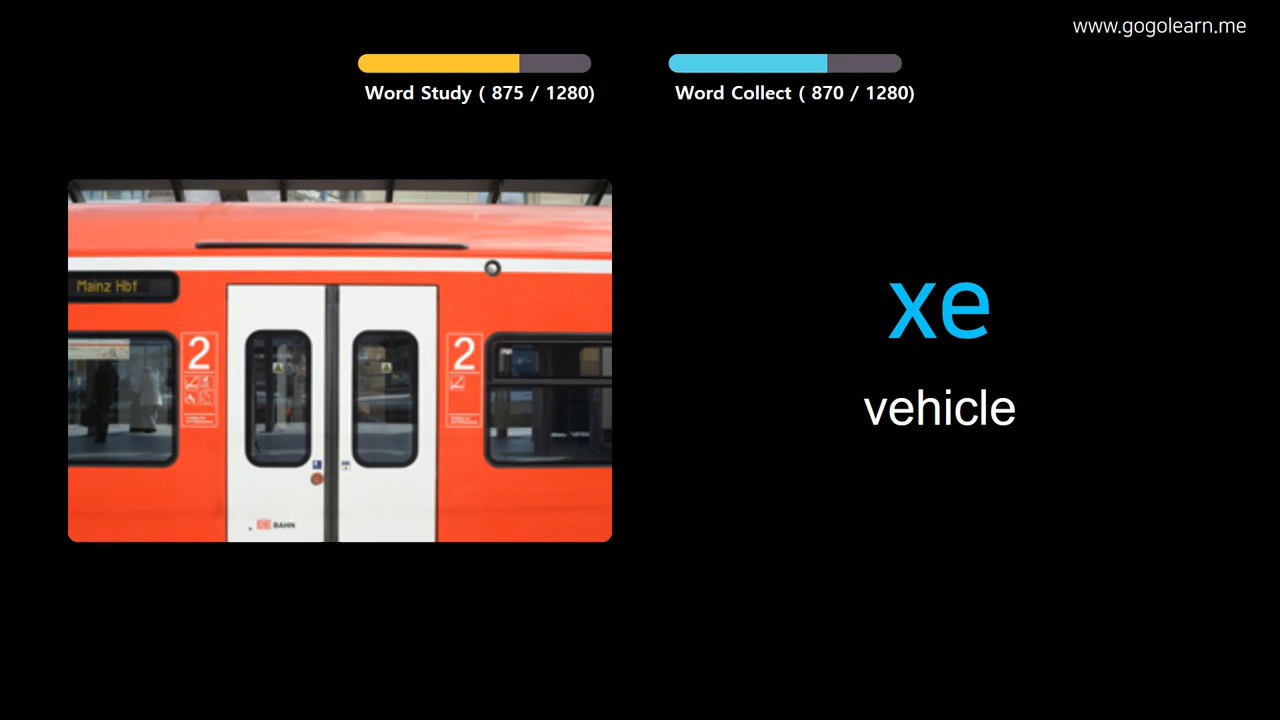 www.gogolearn.me
Word Study ( 875 / 1280)
Word Collect ( 870 / 1280)
Mainz Hbf
2
2
DB BAHN
xe
vehicle